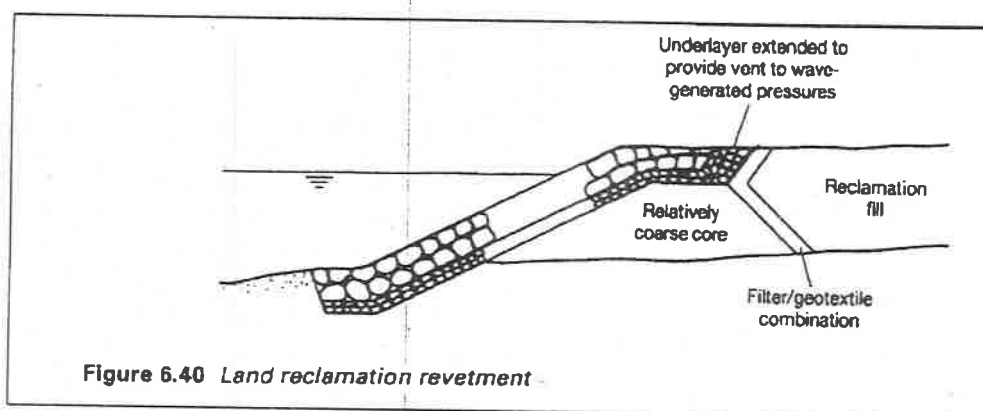 Underlayer extended to
provide vent to wave-
generated pressures
Reclamation
fill
Relatively
coarse core
Filter/geotextile
combination
Figure 6.40 Land reclamation revetment